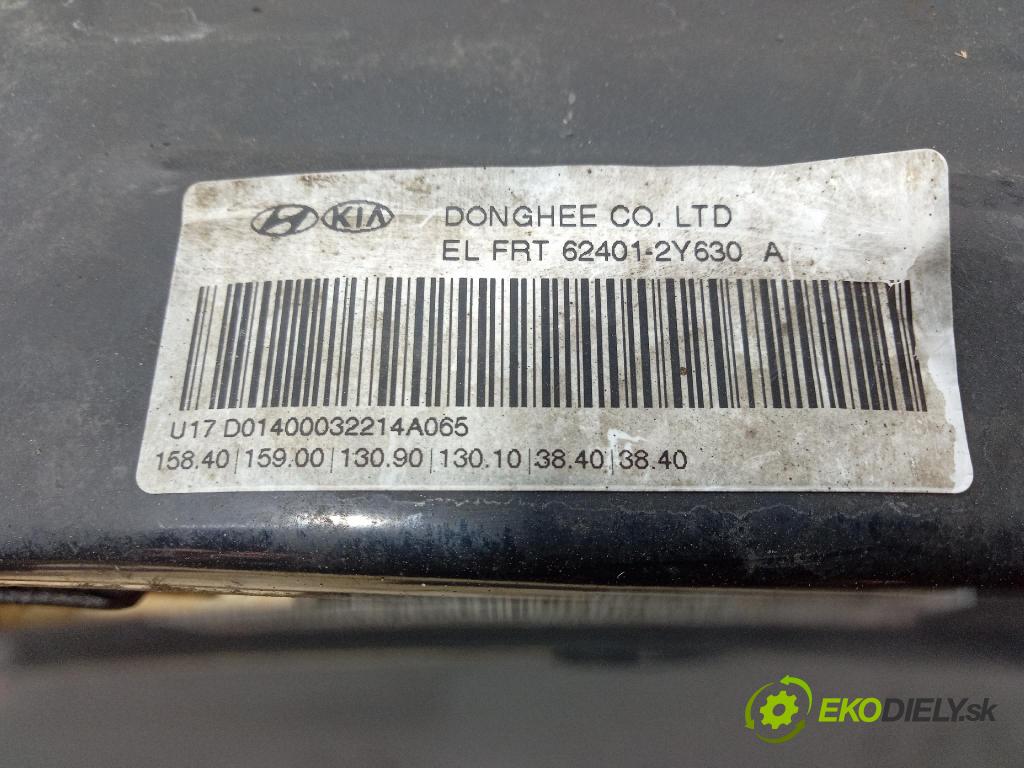 KIA DONGHEE CO. LTD
EL FRT 62401-2Y630 A
U17 D01400032214A065
158.40|159.00|130.90|130.10|38.40|38.40
EKODIELY.sk